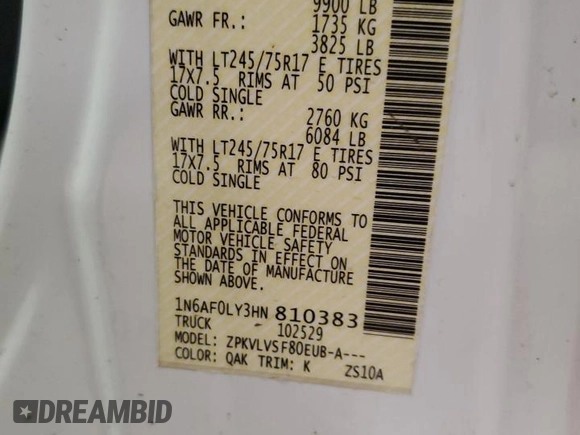 9900 LB
GAWR FR.: 1735 KG
3825 LB
WITH LT245/75R17 E TIRES
17X7.5 RIMS AT 50 PSI
COLD SINGLE
GAWR RR.: 2760 KG
6084 LB
WITH LT245/75R17 E TIRES
17X7.5 RIMS AT 80 PSI
COLD SINGLE
THIS VEHICLE CONFORMS TO
ALL APPLICABLE FEDERAL
MOTOR VEHICLE SAFETY
STANDARDS IN EFFECT ON
THE DATE OF MANUFACTURE
SHOWN ABOVE.
1N6AF0LY3HN 810383
TRUCK 102529
MODEL: ZPKVLVSF80EUB-A---
COLOR: QAK TRIM: K ZS10A
DREAMBID